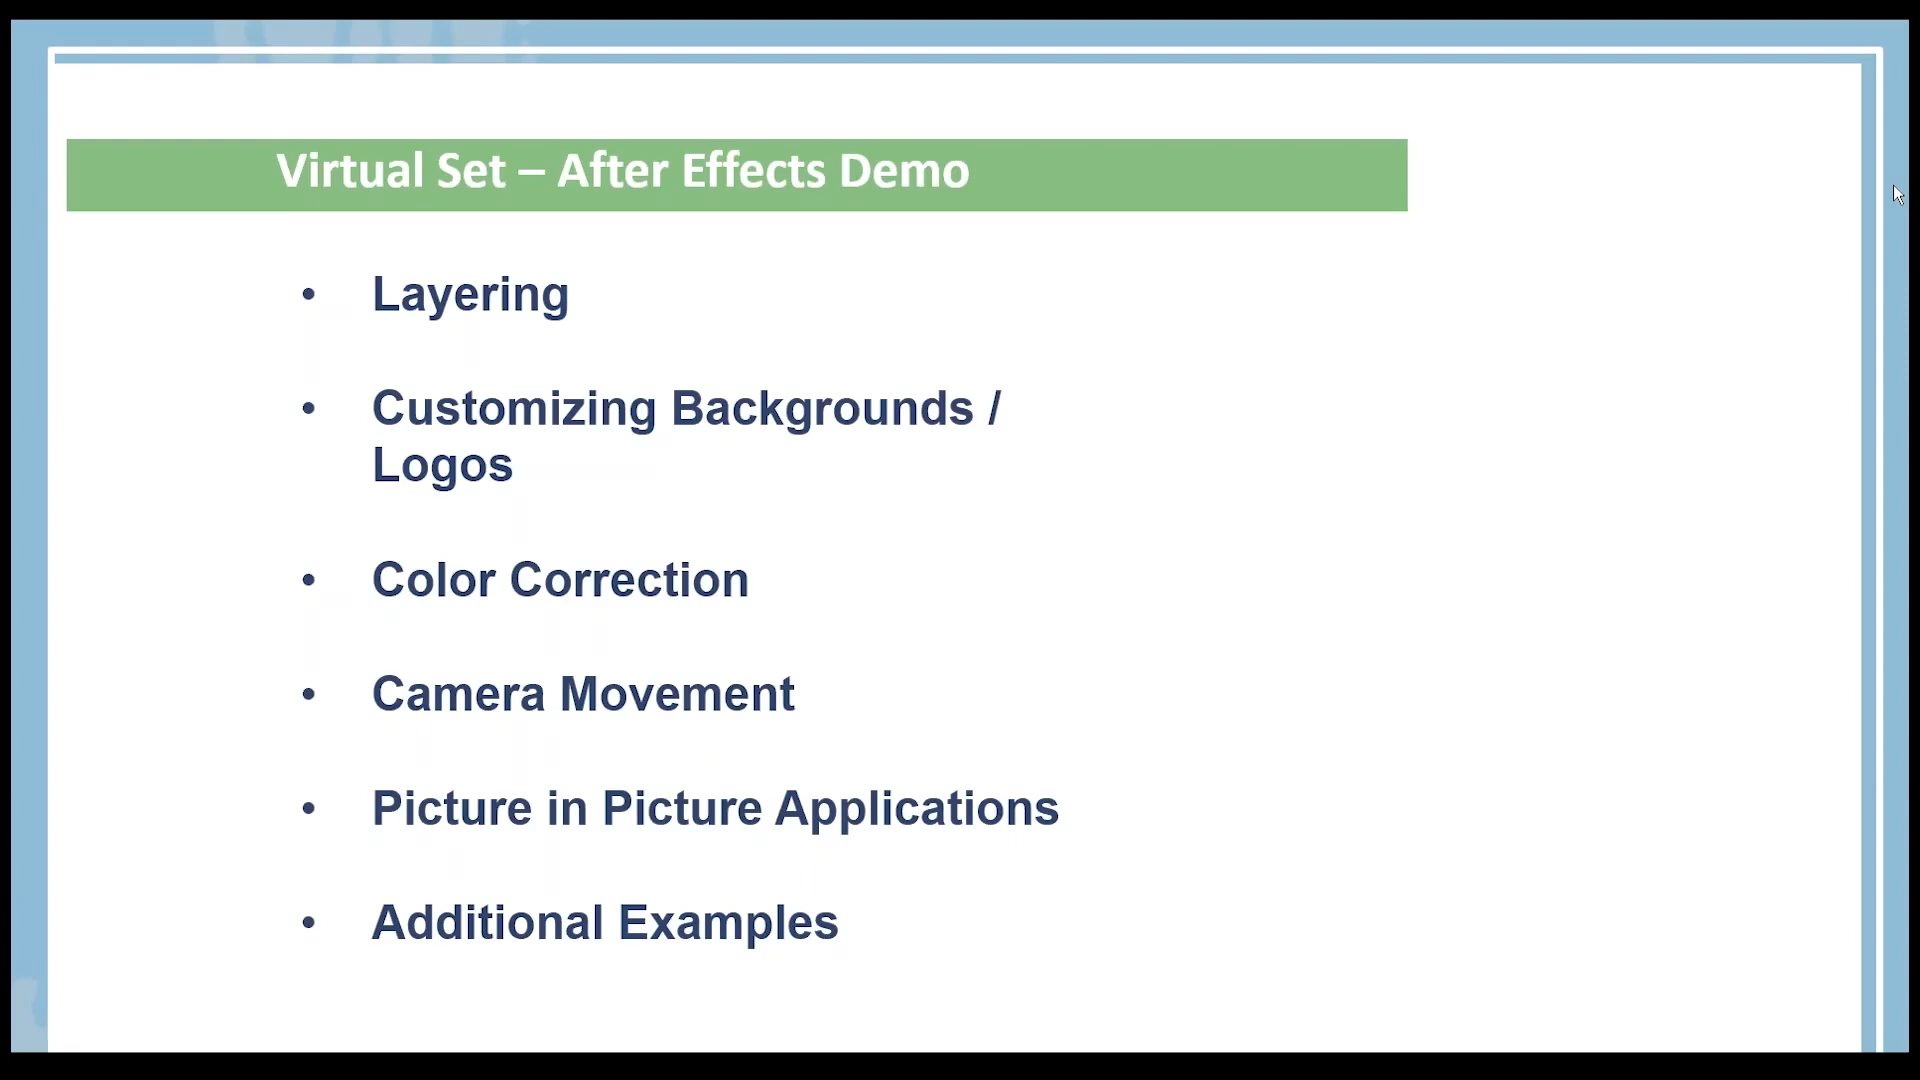 Virtual Set – After Effects Demo
• Layering
• Customizing Backgrounds /
Logos
• Color Correction
• Camera Movement
• Picture in Picture Applications
• Additional Examples